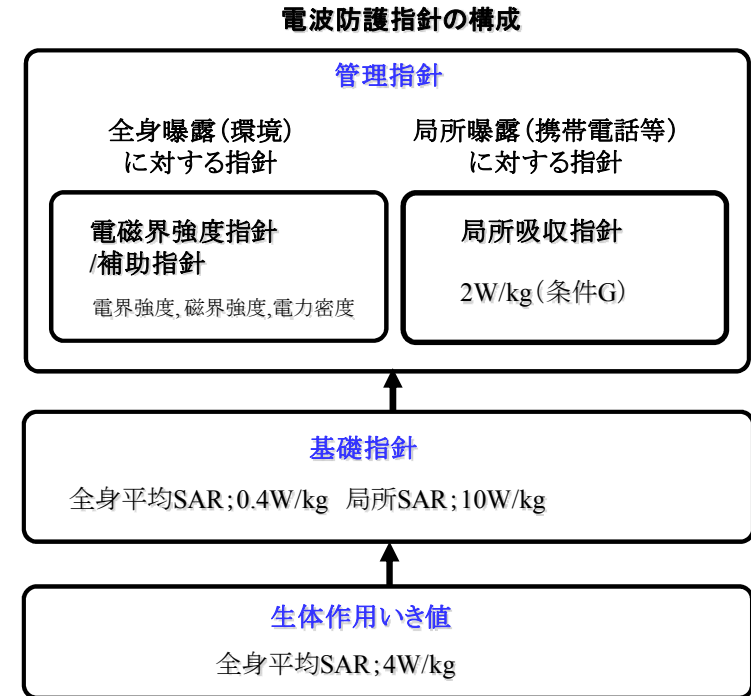 電波防護指針の構成
管理指針
全身曝露(環境)
に対する指針
局所曝露(携帯電話等)
に対する指針
電磁界強度指針
/補助指針
電界強度,磁界強度,電力密度
局所吸収指針
2W/kg(条件G)
基礎指針
全身平均SAR;0.4W/kg 局所SAR;10W/kg
生体作用いき値
全身平均SAR;4W/kg